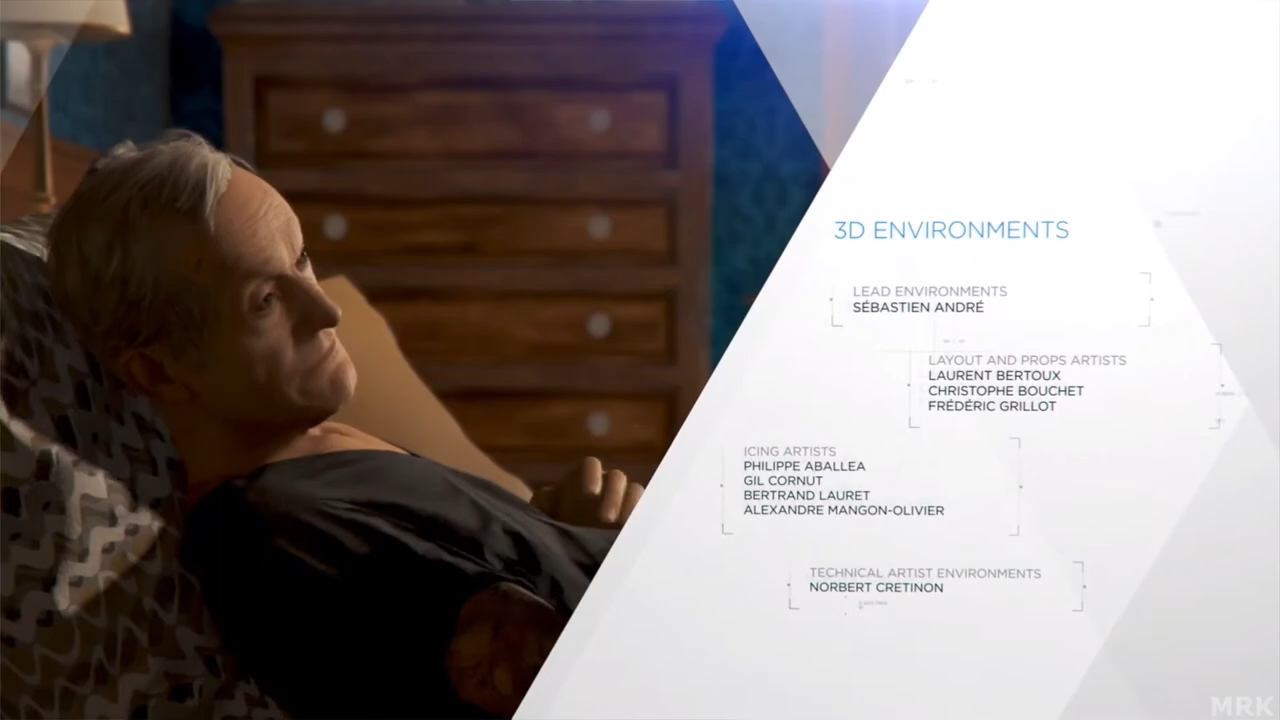 3D ENVIRONMENTS
LEAD ENVIRONMENTS
SÉBASTIEN ANDRÉ
LAYOUT AND PROPS ARTISTS
LAURENT BERTOUX
CHRISTOPHE BOUCHET
FRÉDÉRIC GRILLOT
ICING ARTISTS
PHILIPPE ABALLEA
GIL CORNUT
BERTRAND LAURET
ALEXANDRE MANGON-OLIVIER
TECHNICAL ARTIST ENVIRONMENTS
NORBERT CRETINON
MRK